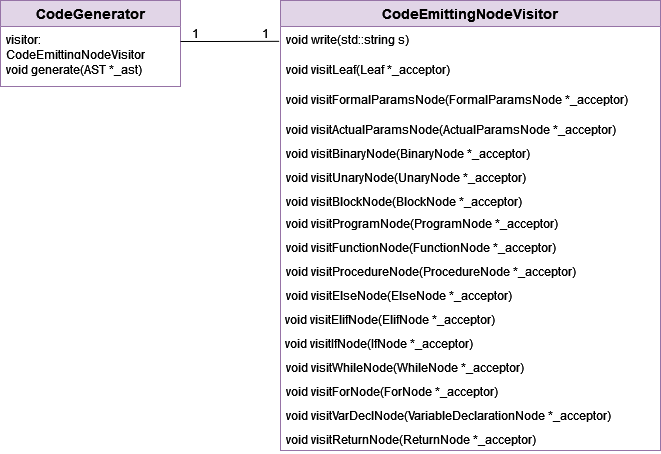 CodeGenerator
visitor:
CodeEmittingNodeVisitor
void generate(AST *_ast)
1
1
CodeEmittingNodeVisitor
void write(std::string s)
void visitLeaf(Leaf *_acceptor)
void visitFormalParamsNode(FormalParamsNode *_acceptor)
void visitActualParamsNode(ActualParamsNode *_acceptor)
void visitBinaryNode(BinaryNode *_acceptor)
void visitUnaryNode(UnaryNode *_acceptor)
void visitBlockNode(BlockNode *_acceptor)
void visitProgramNode(ProgramNode *_acceptor)
void visitFunctionNode(FunctionNode *_acceptor)
void visitProcedureNode(ProcedureNode *_acceptor)
void visitElseNode(ElseNode *_acceptor)
void visitElifNode(ElifNode *_acceptor)
void visitIfNode(IfNode *_acceptor)
void visitWhileNode(WhileNode *_acceptor)
void visitForNode(ForNode *_acceptor)
void visitVarDeclNode(VariableDeclarationNode *_acceptor)
void visitReturnNode(ReturnNode *_acceptor)